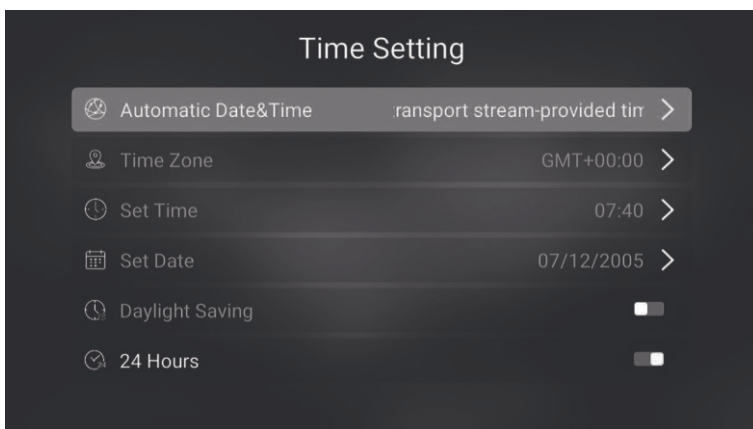 Time Setting
Automatic Date&Time transport stream-provided tim
Time Zone GMT+00:00
Set Time 07:40
Set Date 07/12/2005
Daylight Saving
24 Hours